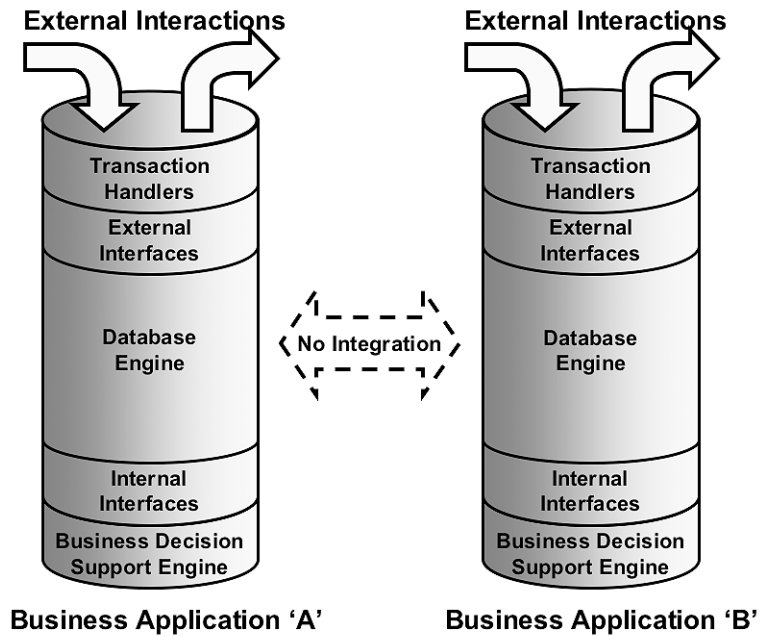 External Interactions
Transaction
Handlers
External
Interfaces
Database
Engine
Internal
Interfaces
Business Decision
Support Engine
Business Application ‘A’
No Integration
External Interactions
Transaction
Handlers
External
Interfaces
Database
Engine
Internal
Interfaces
Business Decision
Support Engine
Business Application ‘B’